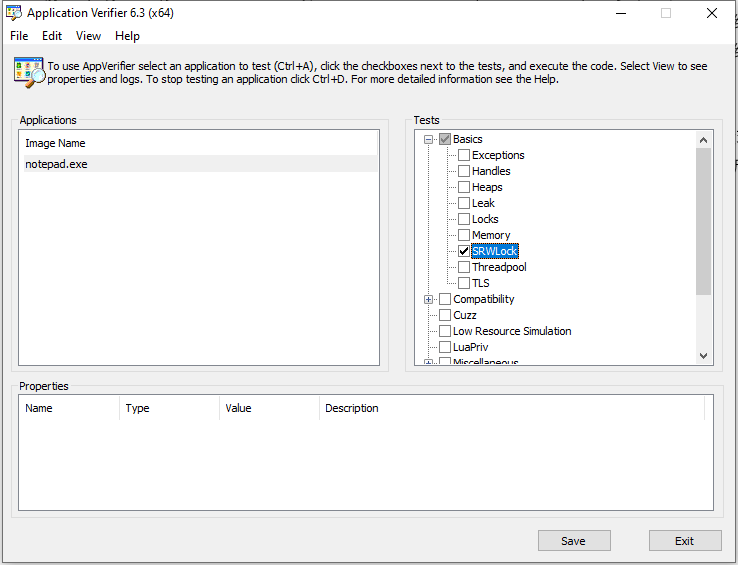 Application Verifier 6.3 (x64)
File Edit View Help
To use AppVerifier select an application to test (Ctrl+A), click the checkboxes next to the tests, and execute the code. Select View to see
properties and logs. To stop testing an application click Ctrl+D. For more detailed information see the Help.
Applications
Image Name
notepad.exe
Tests
Basics
Exceptions
Handles
Heaps
Leak
Locks
Memory
SRWLock
Threadpool
TLS
Compatibility
Cuzz
Low Resource Simulation
LuaPriv
Miscellaneous
Properties
Name Type Value Description
Save Exit